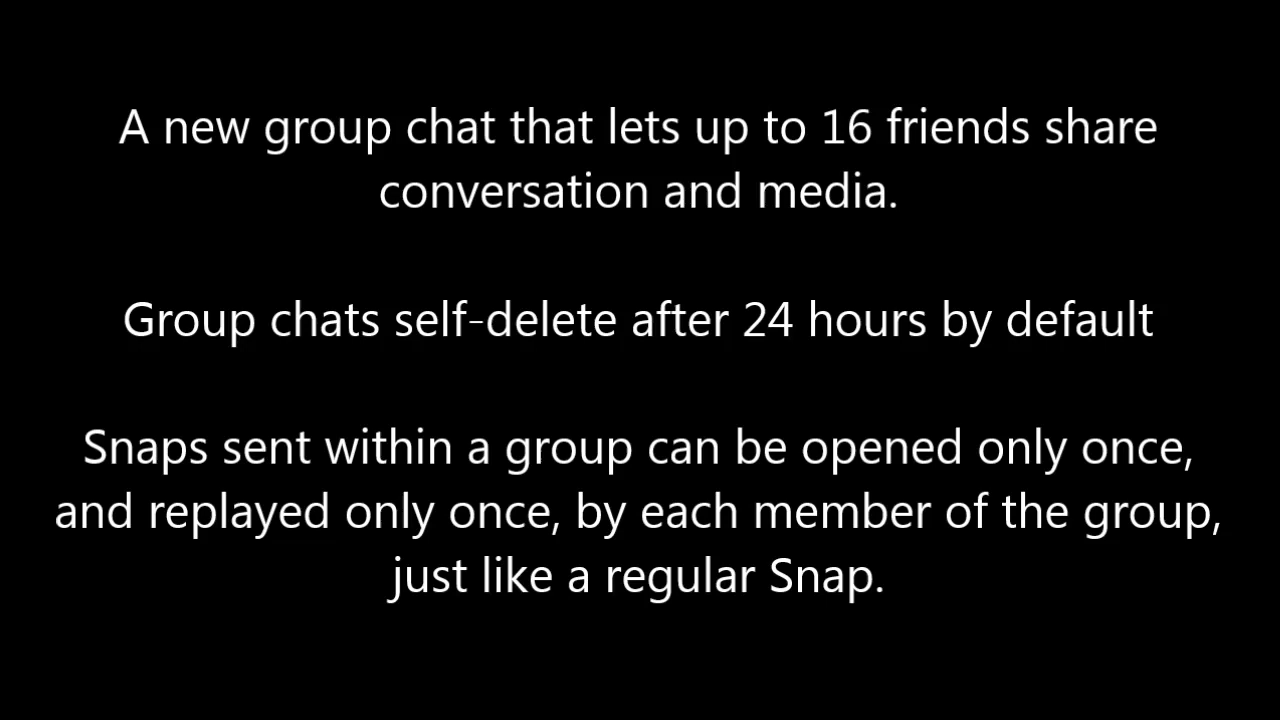 A new group chat that lets up to 16 friends share
conversation and media.
Group chats self-delete after 24 hours by default
Snaps sent within a group can be opened only once,
and replayed only once, by each member of the group,
just like a regular Snap.